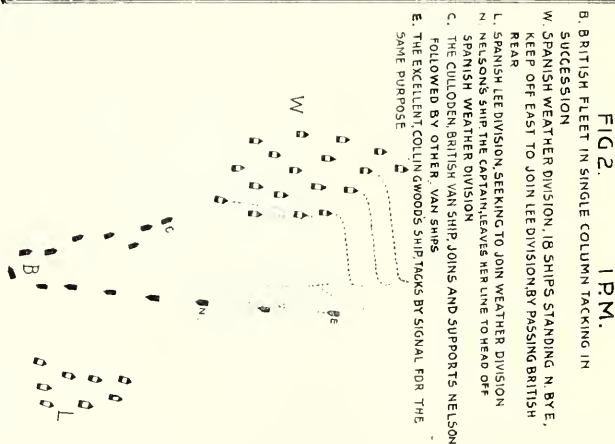 FIG 2. 1 P.M.
B. BRITISH FLEET IN SINGLE COLUMN TACKING IN
SUCCESSION
W. SPANISH WEATHER DIVISION, 18 SHIPS STANDING N. BY E,
KEEP OFF EAST TO JOIN LEE DIVISION, BY PASSING BRITISH
REAR
L. SPANISH LEE DIVISION, SEEKING TO JOIN WEATHER DIVISION
N. NELSON'S SHIP, THE CAPTAIN, LEAVES HER LINE TO HEAD OFF
SPANISH WEATHER DIVISION
C. THE CULLODEN, BRITISH VAN SHIP, JOINS AND SUPPORTS NELSON
FOLLOWED BY OTHER VAN SHIPS
E. THE EXCELLENT, COLLINGWOOD'S SHIP, TACKS BY SIGNAL FOR THE
SAME PURPOSE
W
C
B
N.
E
L